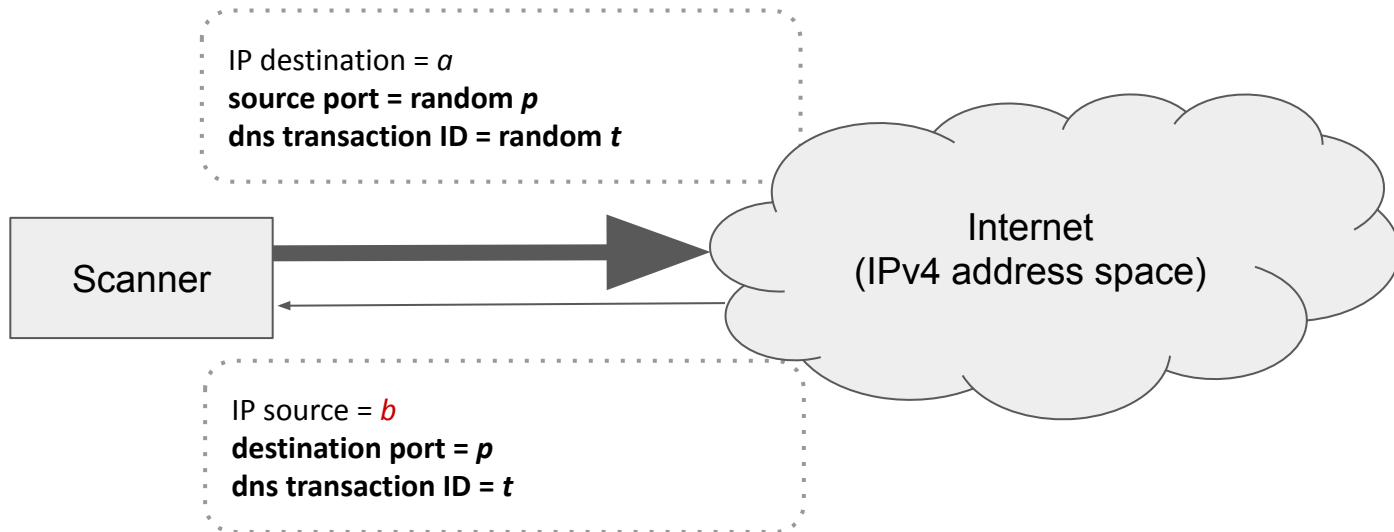 IP destination = a
source port = random p
dns transaction ID = random t
Scanner
Internet
(IPv4 address space)
IP source = b
destination port = p
dns transaction ID = t